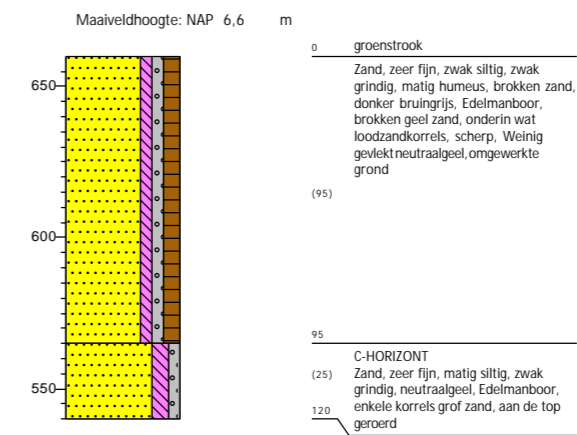 Maaiveldhoogte: NAP 6,6 m
650
600
550
0 groenstrook
Zand, zeer fijn, zwak siltig, zwak
grindig, matig humeus, brokken zand,
donker bruingrijs, Edelmanboor,
brokken geel zand, onderin wat
loodzandkorrels, scherp, Weinig
gevlekt neutraalgeel, omgewerkte
grond
(95)
95
C-HORIZONT
(25) Zand, zeer fijn, matig siltig, zwak
grindig, neutraalgeel, Edelmanboor,
enkele korrels grof zand, aan de top
120 geroerd